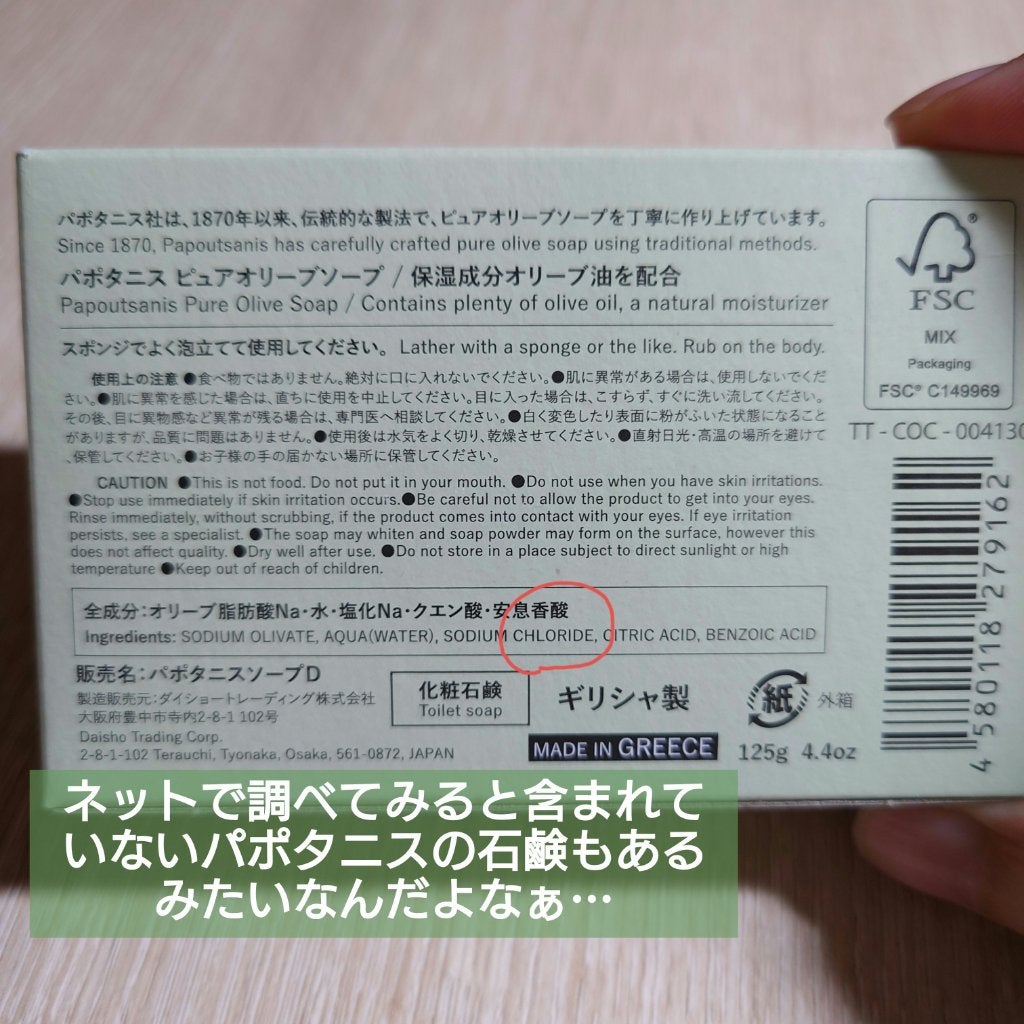 パポタニス社は、1870年以来、伝統的な製法で、ピュアオリーブソープを丁寧に作り上げています。
Since 1870, Papoutsanis has carefully crafted pure olive soap using traditional methods.
パポタニス ピュアオリーブソープ / 保湿成分オリーブ油を配合
Papoutsanis Pure Olive Soap / Contains plenty of olive oil, a natural moisturizer
スポンジでよく泡立てて使用してください。 Lather with a sponge or the like. Rub on the body.
使用上の注意 ●食べ物ではありません。絶対に口に入れないでください。●肌に異常がある場合は、使用しないでくだ
さい。●肌に異常を感じた場合は、直ちに使用を中止してください。目に入った場合は、こすらず、すぐに洗い流してください。
その後、目に異物感など異常が残る場合は、専門医へ相談してください。●白く変色したり表面に粉がふいた状態になること
がありますが、品質に問題はありません。●使用後は水気をよく切り、乾燥させてください。●直射日光・高温の場所を避けて
、保管してください。●お子様の手の届かない場所に保管してください。
CAUTION ●This is not food. Do not put it in your mouth. ●Do not use when you have skin irritations.
●Stop use immediately if skin irritation occurs.●Be careful not to allow the product to get into your eyes.
Rinse immediately, without scrubbing, if the product comes into contact with your eyes. If eye irritation
persists, see a specialist. ●The soap may whiten and soap powder may form on the surface, however this
does not affect quality. ●Dry well after use. ●Do not store in a place subject to direct sunlight or high
temperature ●Keep out of reach of children.
全成分:オリーブ脂肪酸Na・水・塩化Na・クエン酸・安息香酸
Ingredients: SODIUM OLIVATE, AQUA(WATER), SODIUM CHLORIDE, CITRIC ACID, BENZOIC ACID
販売名:パポタニスソープD
製造販売元:ダイショートレーディング株式会社
大阪府豊中市寺内2-8-1 102号
Daisho Trading Corp.
2-8-1-102 Terauchi, Tyonaka, Osaka, 561-0872, JAPAN
化粧石鹸
Toilet soap
ギリシャ製
MADE IN GREECE
紙 外箱
125g 4.4oz
FSC
MIX
Packaging
FSC® C149969
TT-COC-004130
4 580118 279162
ネットで調べてみると含まれて
いないパポタニスの石鹸もある
みたいなんだよなぁ…